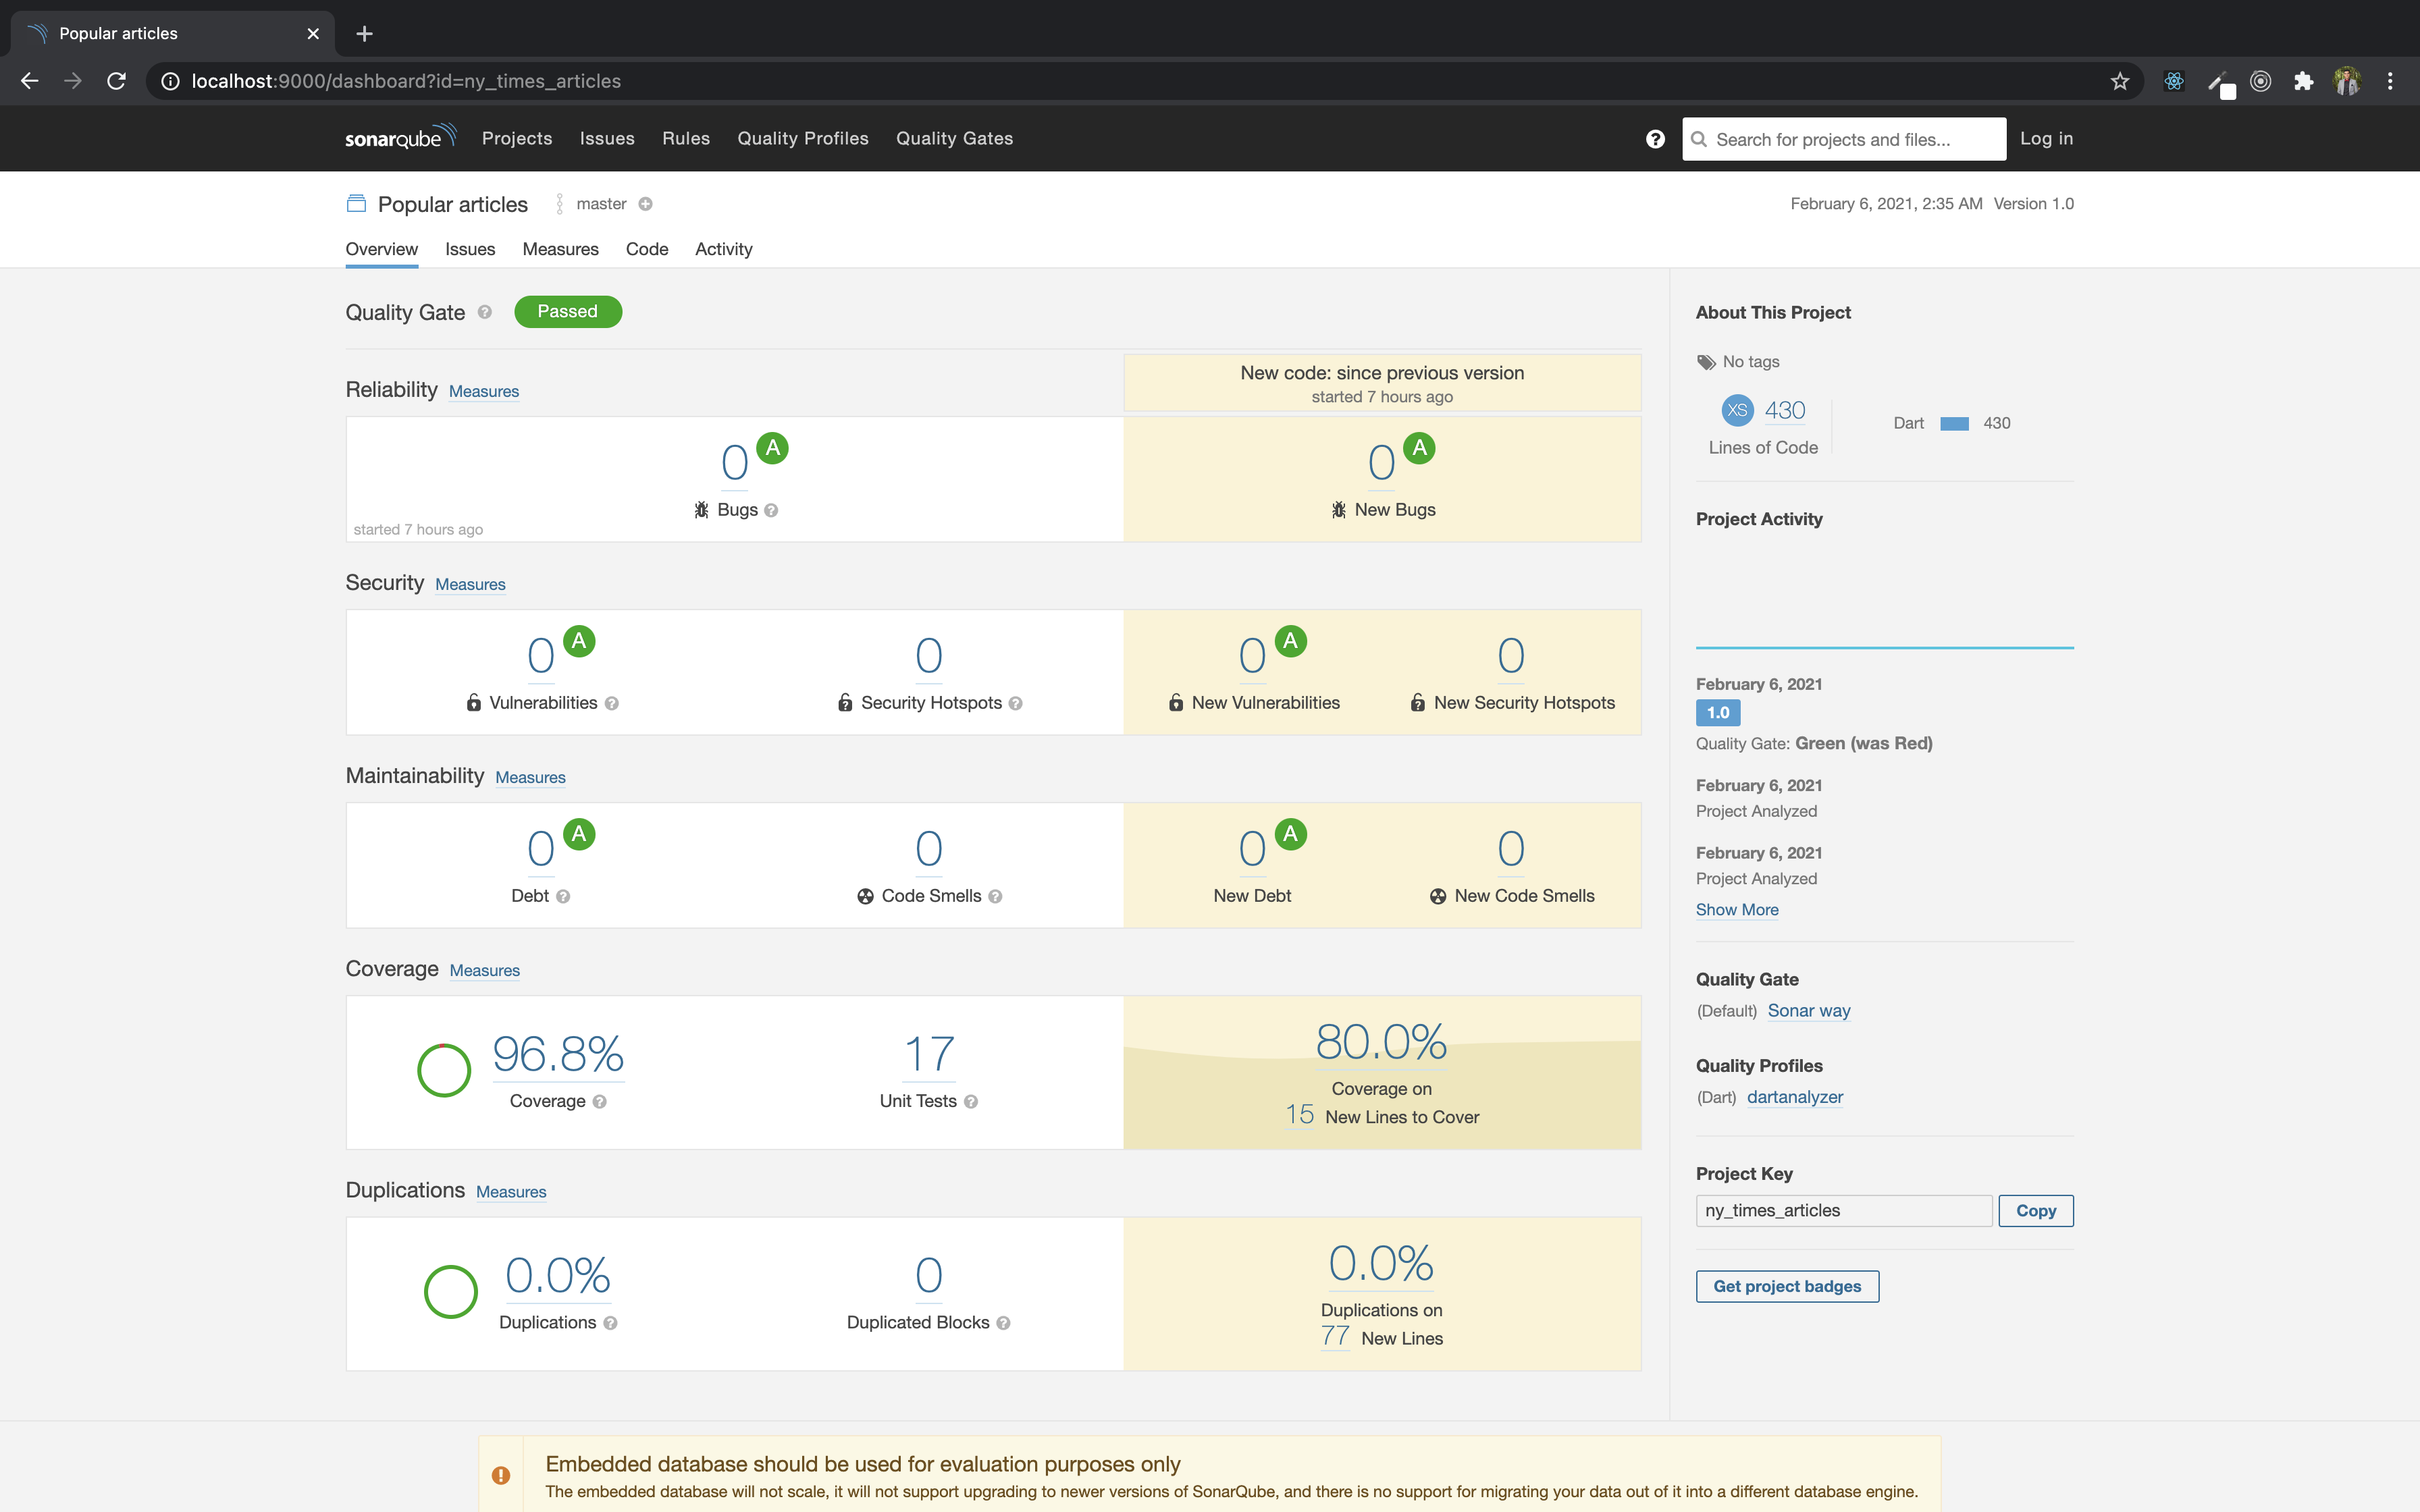 Popular articles
localhost:9000/dashboard?id=ny_times_articles
sonarqube Projects Issues Rules Quality Profiles Quality Gates Search for projects and files... Log in
Popular articles master February 6, 2021, 2:35 AM Version 1.0
Overview Issues Measures Code Activity
Quality Gate Passed
New code: since previous version
started 7 hours ago
Reliability Measures
0 A
Bugs
started 7 hours ago
0 A
New Bugs
Security Measures
0 A 0 0 A 0
Vulnerabilities Security Hotspots New Vulnerabilities New Security Hotspots
Maintainability Measures
0 A 0 0 A 0
Debt Code Smells New Debt New Code Smells
Coverage Measures
96.8%
Coverage
17
Unit Tests
80.0%
Coverage on
15 New Lines to Cover
Duplications Measures
0.0%
Duplications
0
Duplicated Blocks
0.0%
Duplications on
77 New Lines
About This Project
No tags
XS 430
Lines of Code
Dart 430
Project Activity
February 6, 2021
1.0
Quality Gate: Green (was Red)
February 6, 2021
Project Analyzed
February 6, 2021
Project Analyzed
Show More
Quality Gate
(Default) Sonar way
Quality Profiles
(Dart) dartanalyzer
Project Key
ny_times_articles Copy
Get project badges
Embedded database should be used for evaluation purposes only
The embedded database will not scale, it will not support upgrading to newer versions of SonarQube, and there is no support for migrating your data out of it into a different database engine.